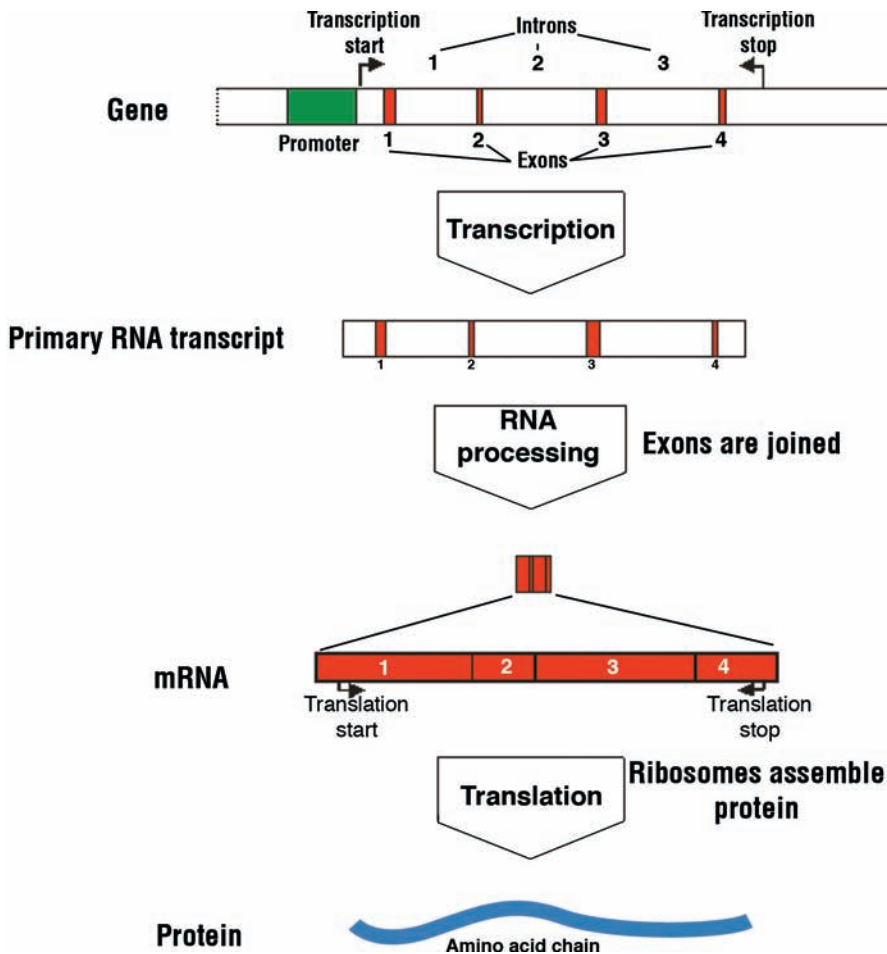 Transcription
start
Introns
Transcription
stop
1
2
3
Gene
Promoter
1
2
3
4
Exons
Transcription
Primary RNA transcript
1
2
3
4
RNA
processing
Exons are joined
mRNA
1
2
3
4
Translation
start
Translation
stop
Translation
Ribosomes assemble
protein
Protein
Amino acid chain